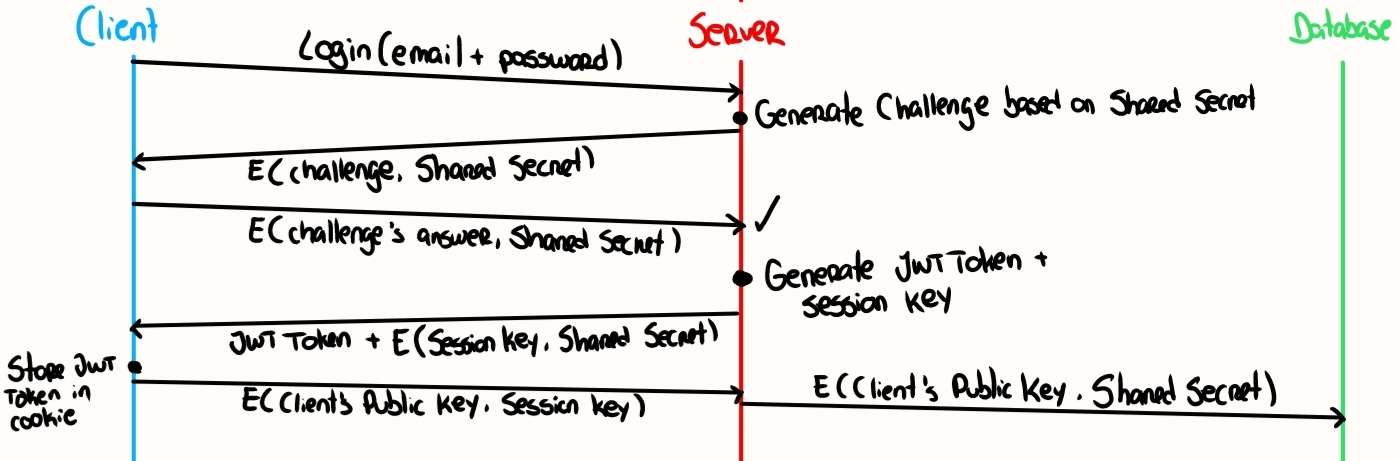 Client
Server
Database
Login (email + password)
Generate Challenge based on Shared Secret
E(challenge, Shared Secret)
E(challenge's answer, Shared Secret)
Generate JWT Token +
session key
JWT Token + E(Session key, Shared Secret)
Store JWT
Token in
cookie
E(Client's Public Key, Session key)
E(Client's Public Key, Shared Secret)